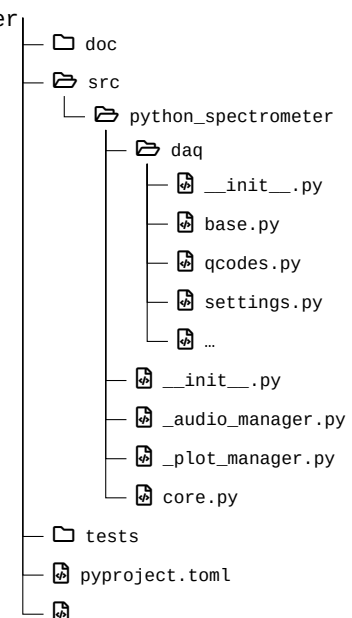 er
doc
src
python_spectrometer
daq
__init__.py
base.py
qcodes.py
settings.py
…
__init__.py
_audio_manager.py
_plot_manager.py
core.py
tests
pyproject.toml